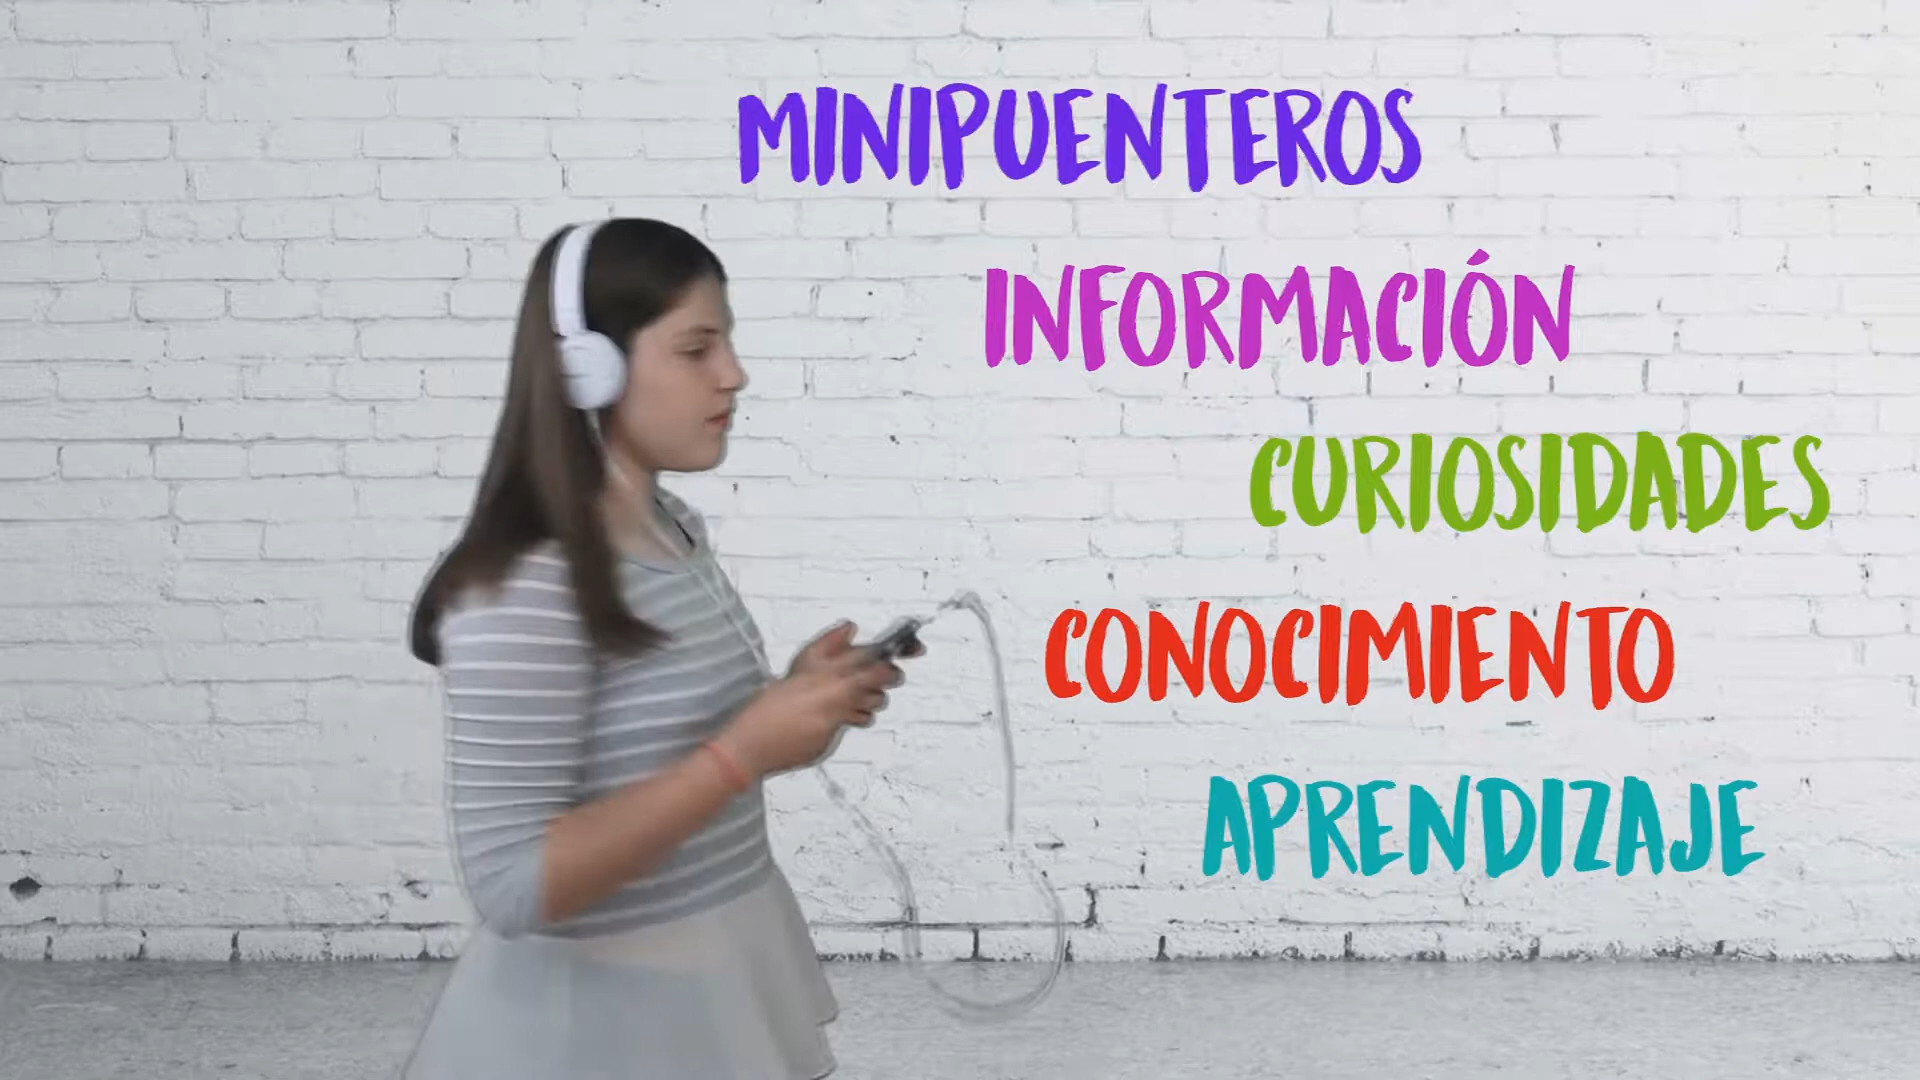 MINIPUENTEROS
INFORMACIÓN
CURIOSIDADES
CONOCIMIENTO
APRENDIZAJE